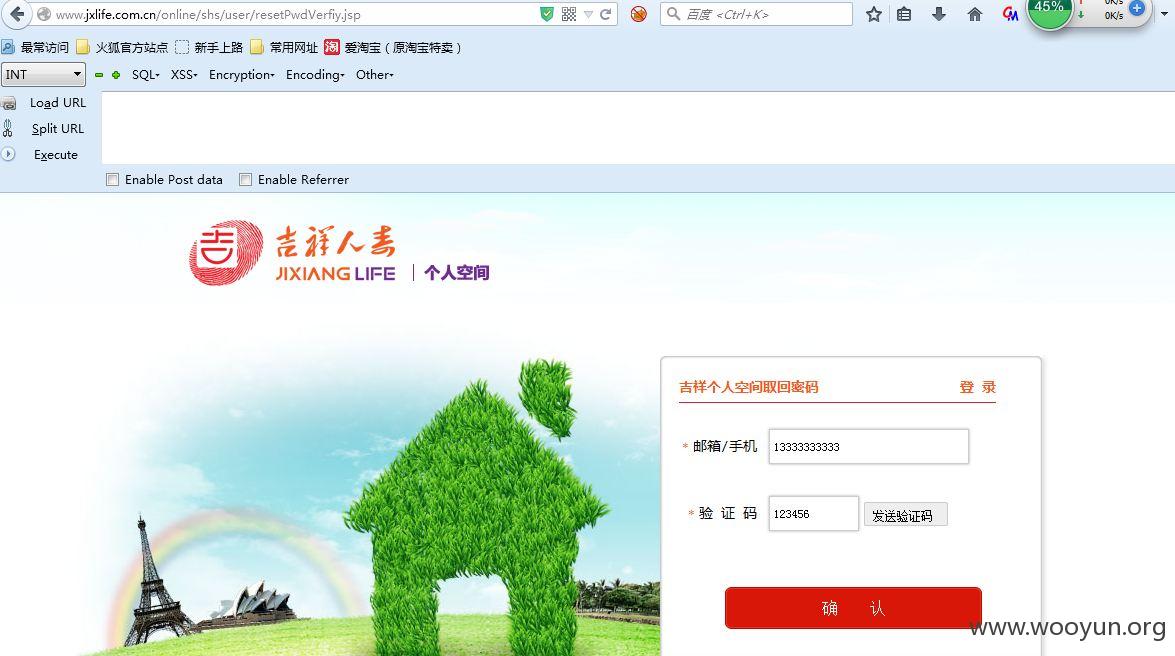 www.jxlife.com.cn/online/shs/user/resetPwdVerfiy.jsp
百度 <Ctrl+K>
45%
0K/s
0K/s
最常访问 火狐官方站点 新手上路 常用网址 淘 爱淘宝（原淘宝特卖）
INT SQL XSS Encryption Encoding Other
Load URL
Split URL
Execute
Enable Post data Enable Referrer
吉 吉祥人寿
JIXIANG LIFE 个人空间
吉祥个人空间取回密码 登 录
* 邮箱/手机 13333333333
* 验 证 码 123456 发送验证码
确 认
www.wooyun.org